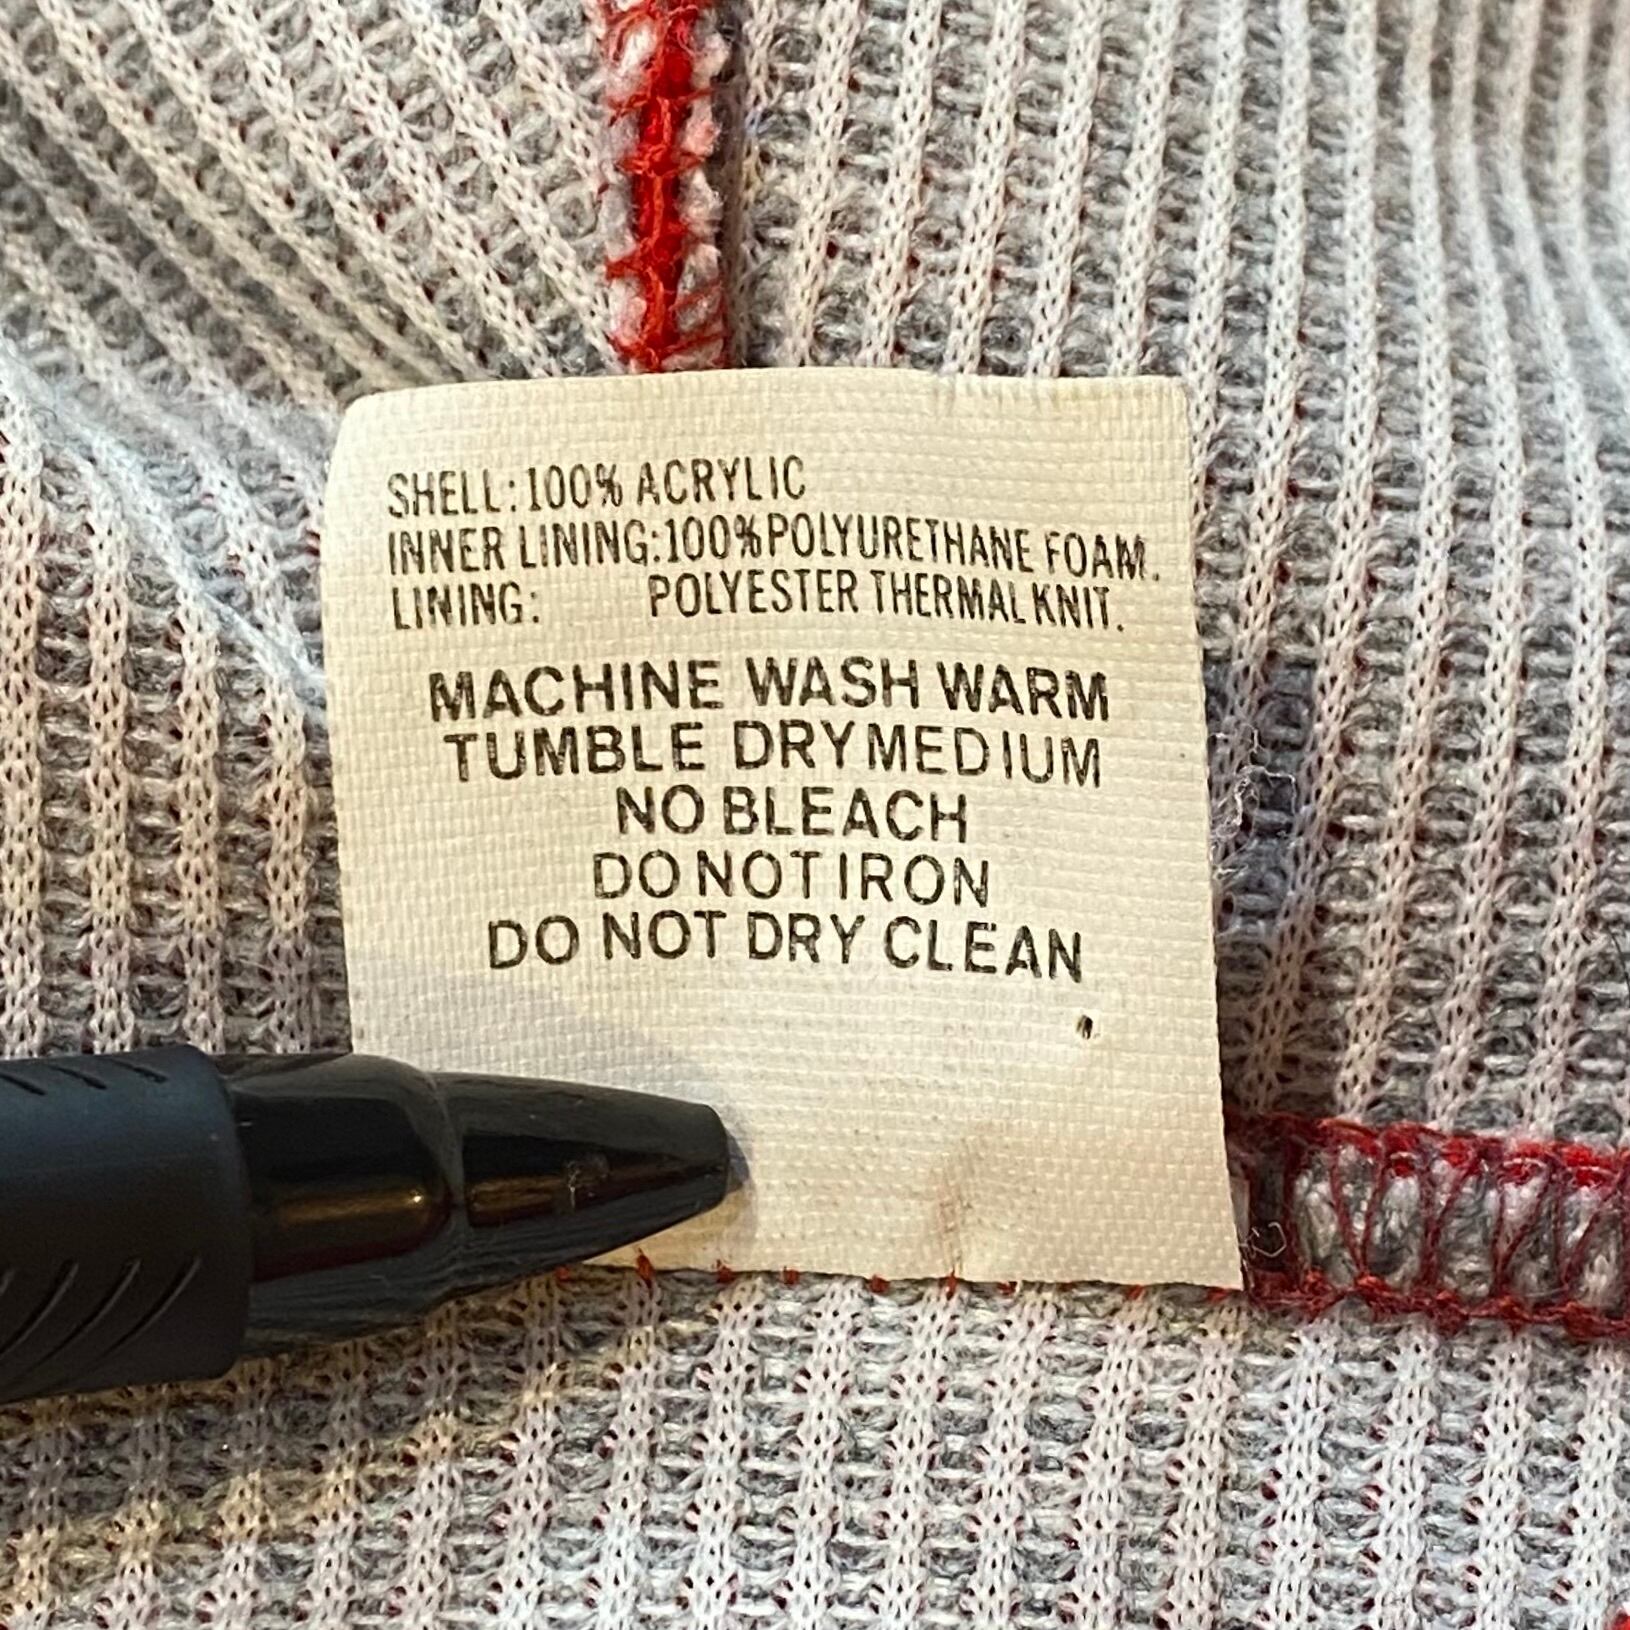 SHELL: 100% ACRYLIC
INNER LINING: 100% POLYURETHANE FOAM.
LINING: POLYESTER THERMAL KNIT.
MACHINE WASH WARM
TUMBLE DRY MEDIUM
NO BLEACH
DO NOT IRON
DO NOT DRY CLEAN